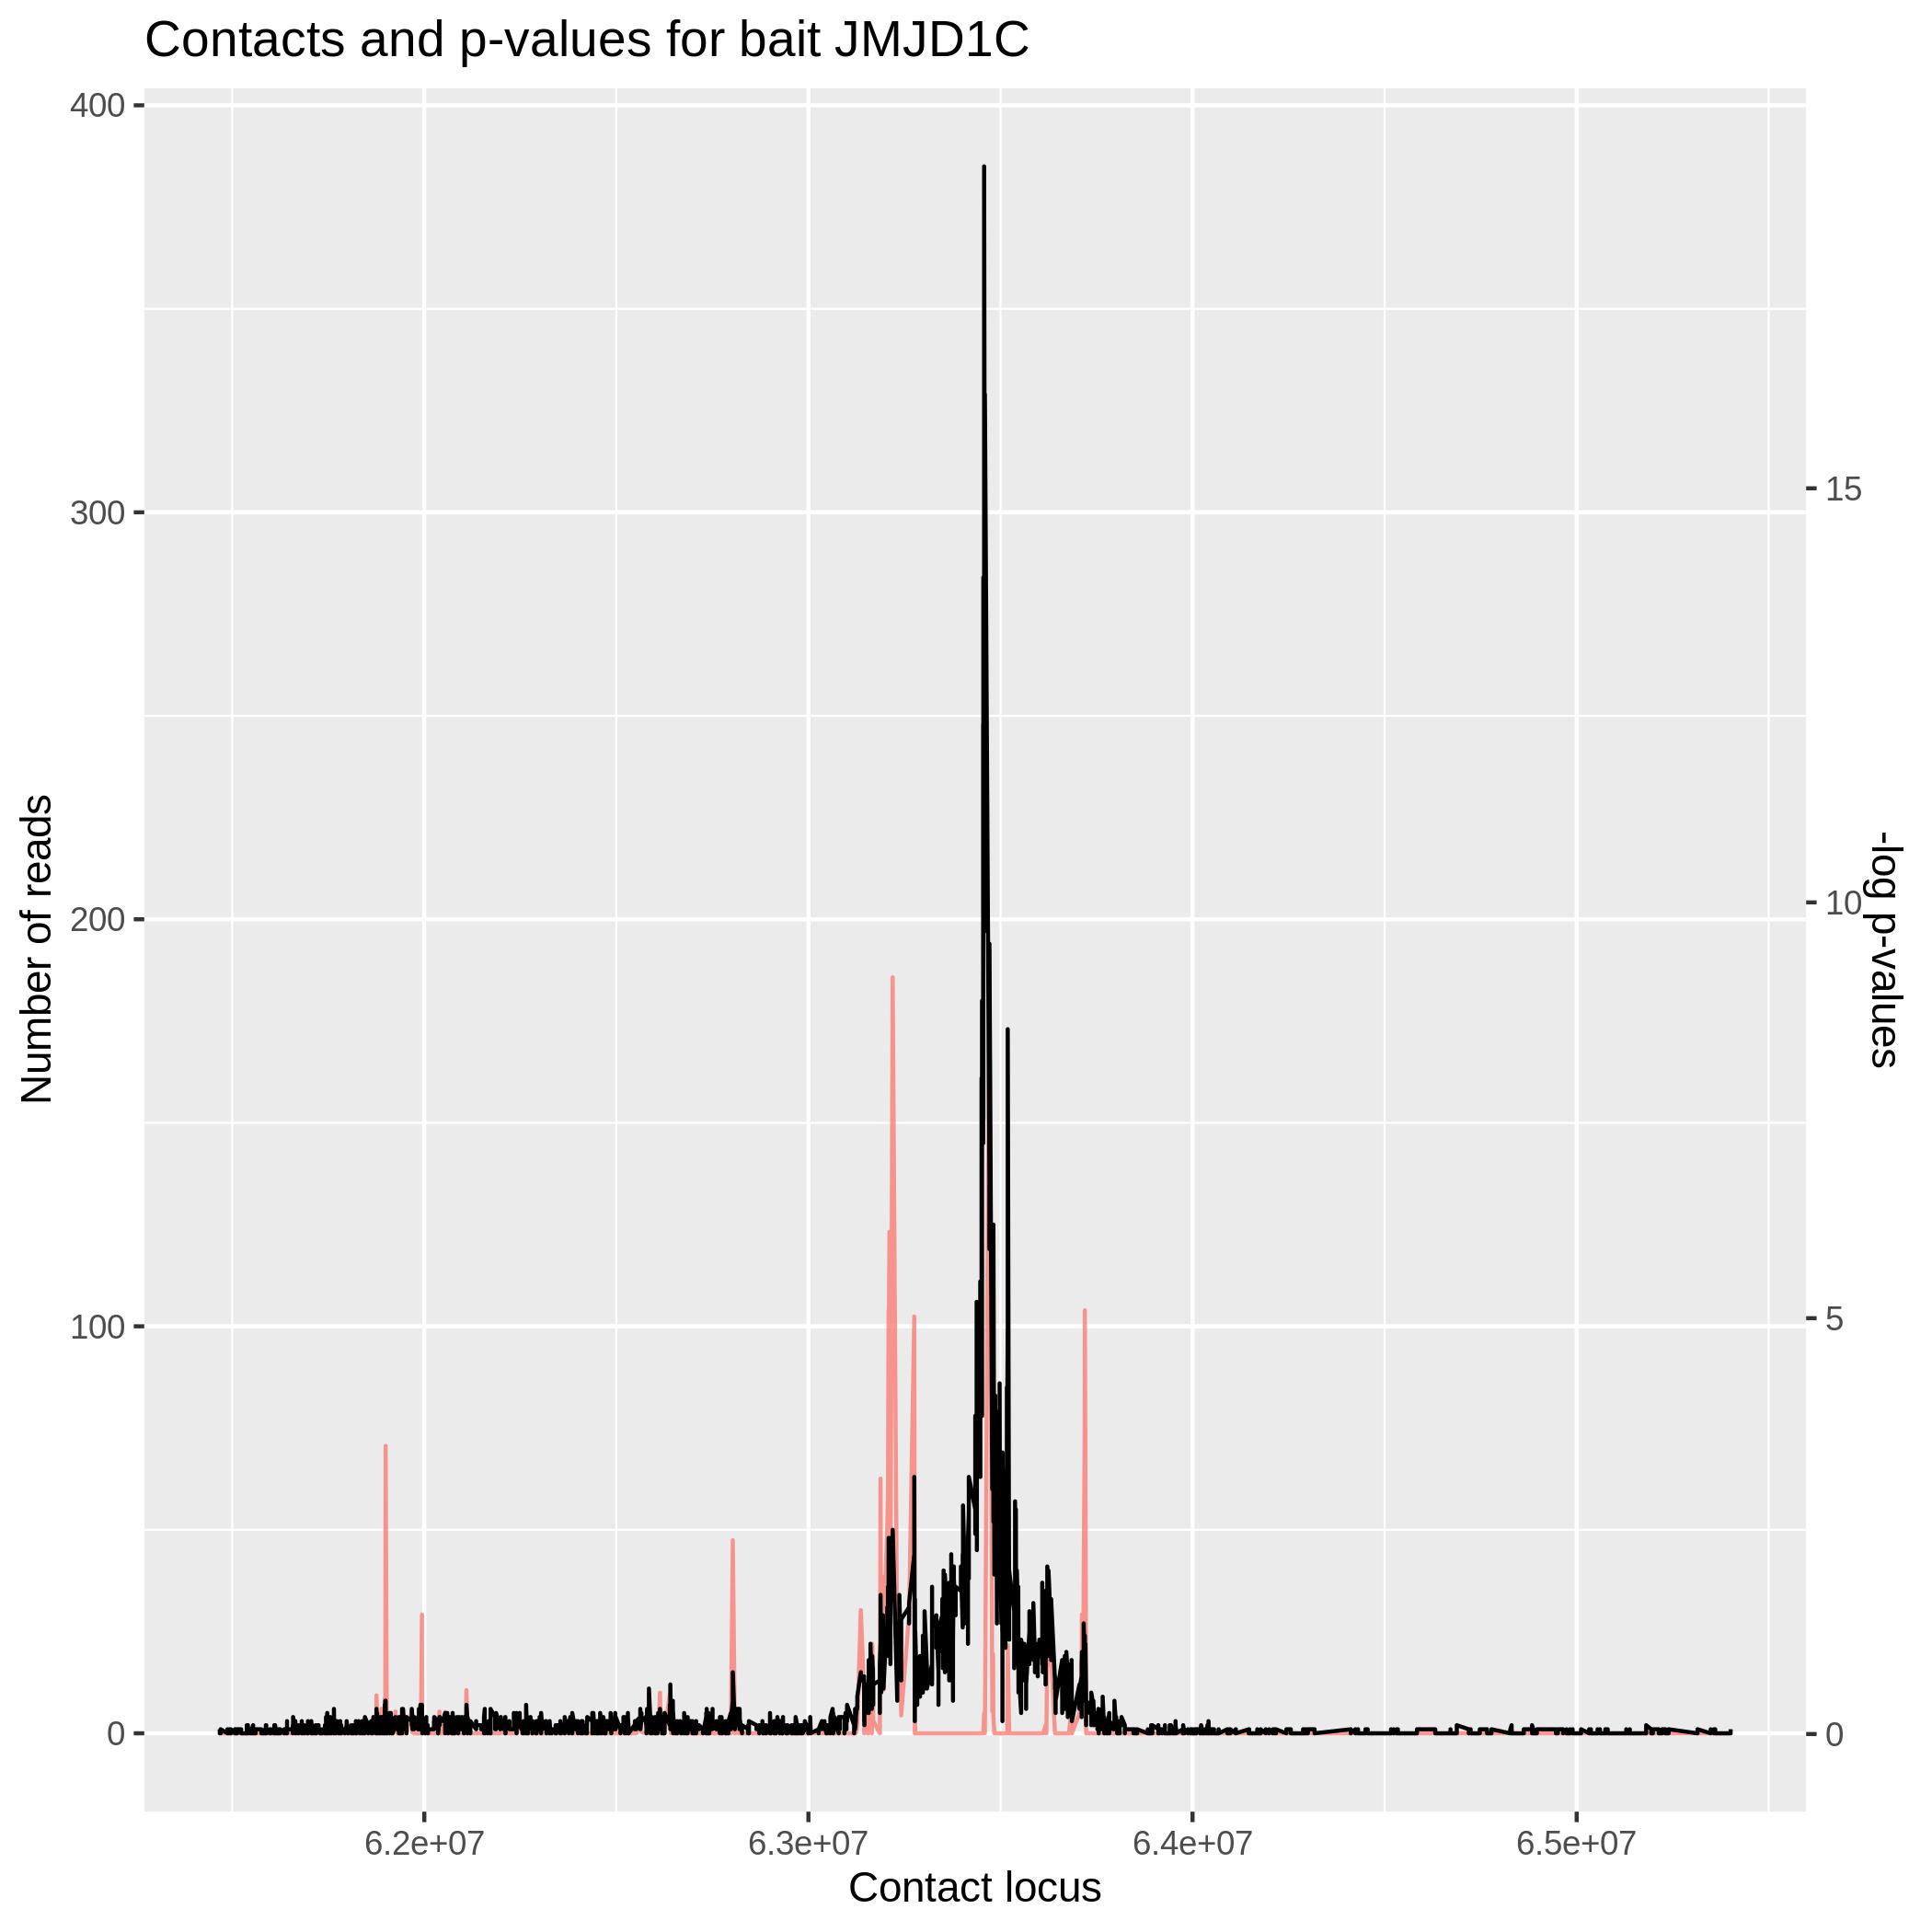 Contacts and p-values for bait JMJD1C
400
300
200
100
0
Number of reads
15
10
5
0
-log p-values
6.2e+07
6.3e+07
6.4e+07
6.5e+07
Contact locus